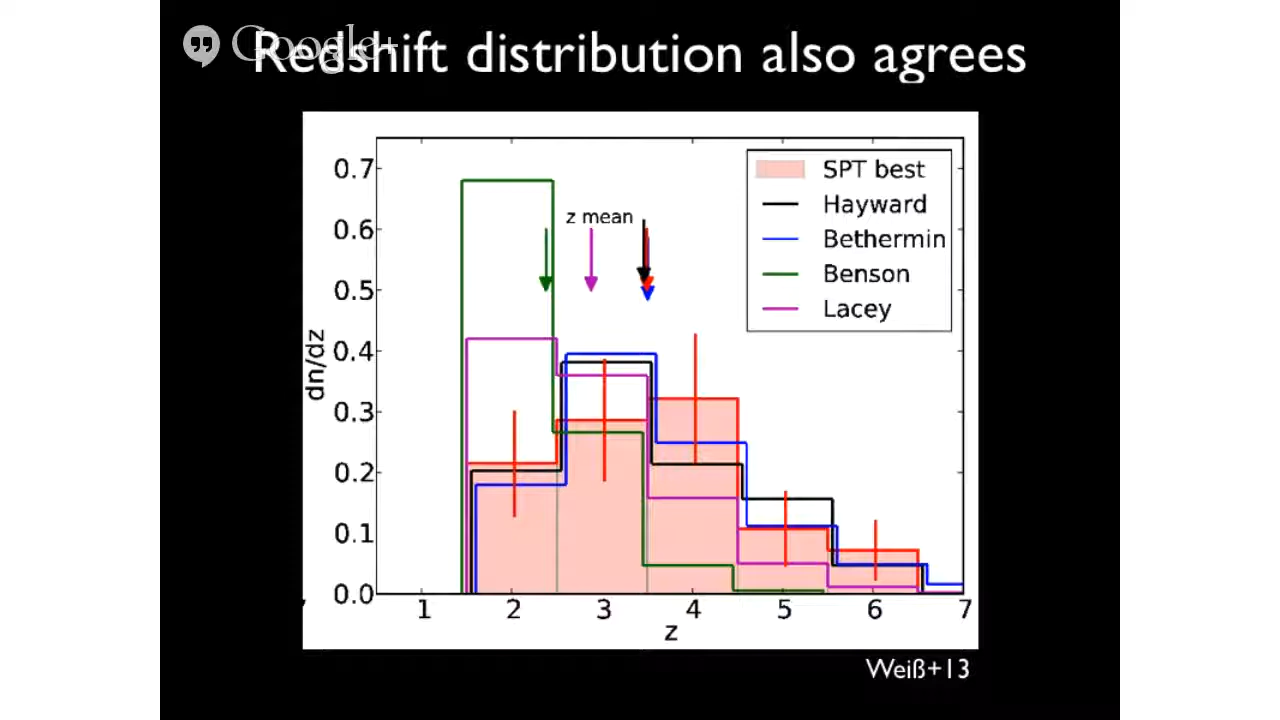 Google+
Redshift distribution also agrees
0.7
0.6
0.5
0.4
0.3
0.2
0.1
0.0
dn/dz
z mean
SPT best
Hayward
Bethermin
Benson
Lacey
1 2 3 4 5 6 7
z
Weiß+13